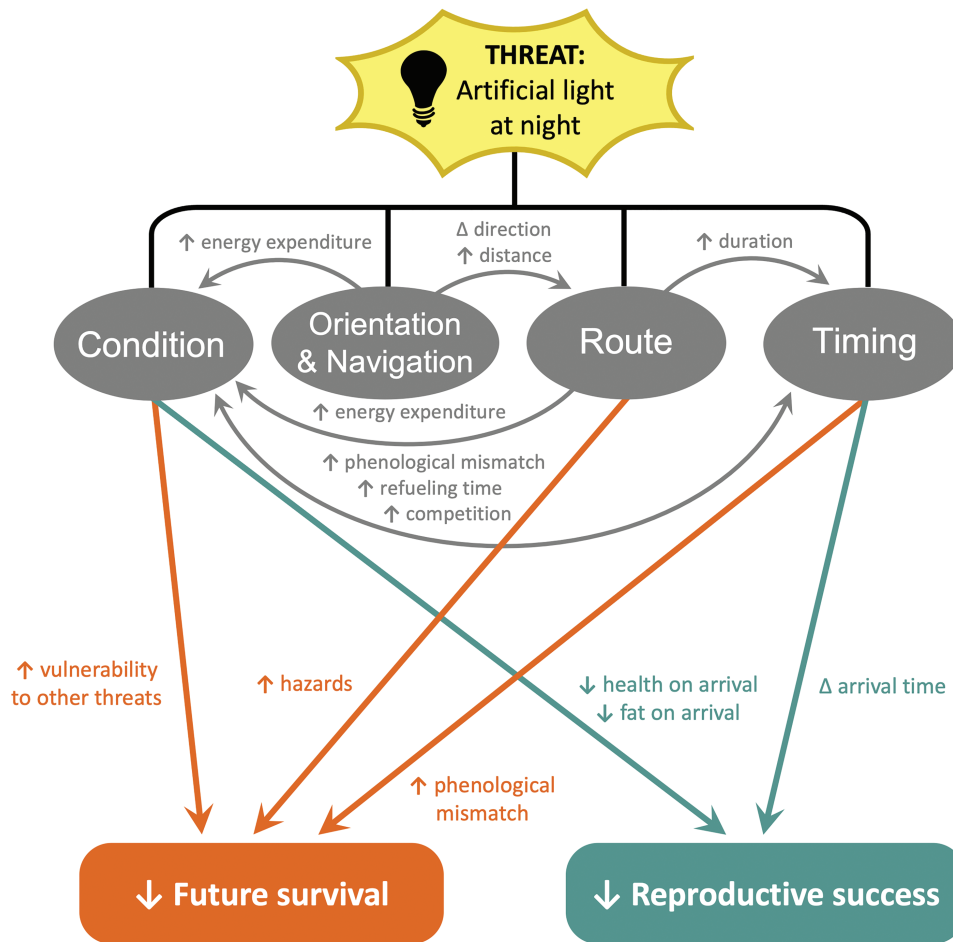 THREAT:
Artificial light
at night
↑ energy expenditure
Δ direction
↑ distance
↑ duration
Condition
Orientation
& Navigation
Route
Timing
↑ energy expenditure
↑ phenological mismatch
↑ refueling time
↑ competition
↑ vulnerability
to other threats
↑ hazards
↓ health on arrival
↓ fat on arrival
Δ arrival time
↑ phenological
mismatch
↓ Future survival
↓ Reproductive success